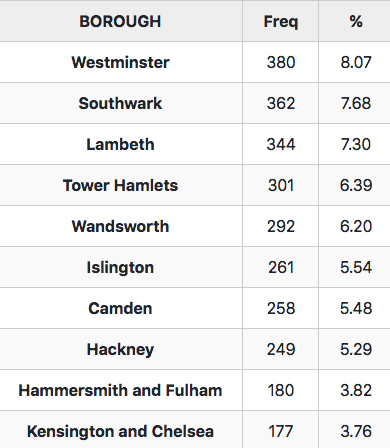 BOROUGH Freq %
Westminster 380 8.07
Southwark 362 7.68
Lambeth 344 7.30
Tower Hamlets 301 6.39
Wandsworth 292 6.20
Islington 261 5.54
Camden 258 5.48
Hackney 249 5.29
Hammersmith and Fulham 180 3.82
Kensington and Chelsea 177 3.76